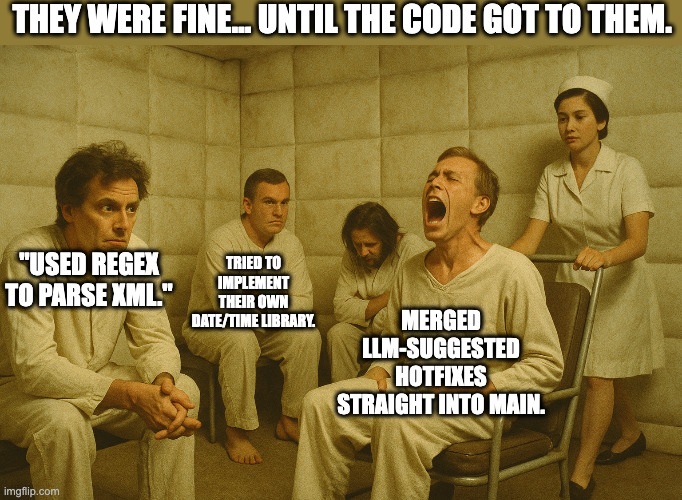 THEY WERE FINE... UNTIL THE CODE GOT TO THEM.
"USED REGEX
TO PARSE XML."
TRIED TO
IMPLEMENT
THEIR OWN
DATE/TIME LIBRARY.
MERGED
LLM-SUGGESTED
HOTFIXES
STRAIGHT INTO MAIN.
imgflip.com